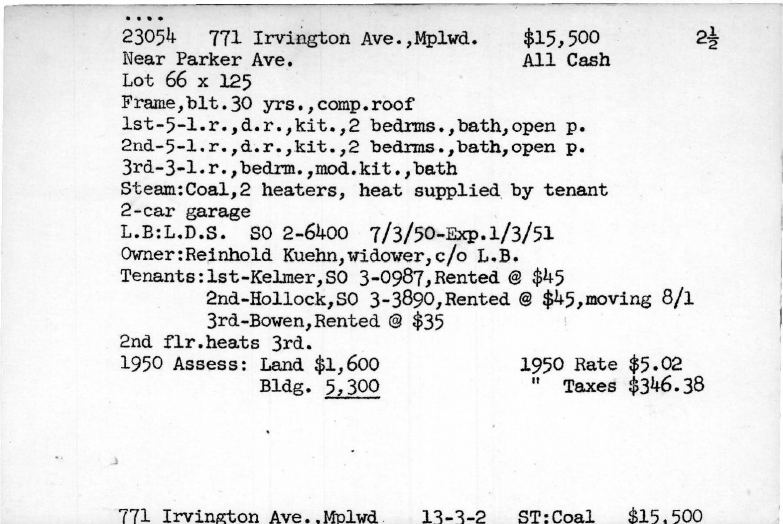 ....
23054 771 Irvington Ave.,Mplwd. $15,500 2½
Near Parker Ave. All Cash
Lot 66 x 125
Frame,blt.30 yrs.,comp.roof
1st-5-l.r.,d.r.,kit.,2 bedrms.,bath,open p.
2nd-5-l.r.,d.r.,kit.,2 bedrms.,bath,open p.
3rd-3-l.r.,bedrm.,mod.kit.,bath
Steam:Coal,2 heaters, heat supplied by tenant
2-car garage
L.B:L.D.S. SO 2-6400 7/3/50-Exp.1/3/51
Owner:Reinhold Kuehn,widower,c/o L.B.
Tenants:1st-Kelmer,SO 3-0987,Rented @ $45
2nd-Hollock,SO 3-3890,Rented @ $45,moving 8/1
3rd-Bowen,Rented @ $35
2nd flr.heats 3rd.
1950 Assess: Land $1,600 1950 Rate $5.02
Bldg. 5,300 " Taxes $346.38
771 Irvington Ave.,Mplwd 13-3-2 ST:Coal $15,500